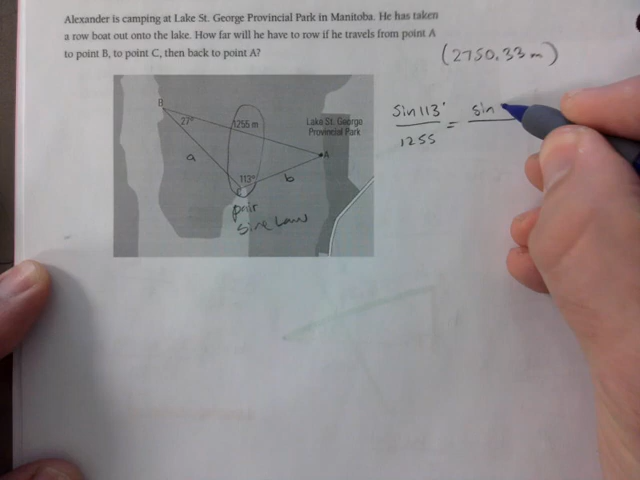 Alexander is camping at Lake St. George Provincial Park in Manitoba. He has taken
a row boat out onto the lake. How far will he have to row if he travels from point A
to point B, to point C, then back to point A?
(2750.33 m)
B
27°
1255 m
Lake St. George
Provincial Park
A
a
b
113°
pair
sine Law
sin 113° = sin
1255